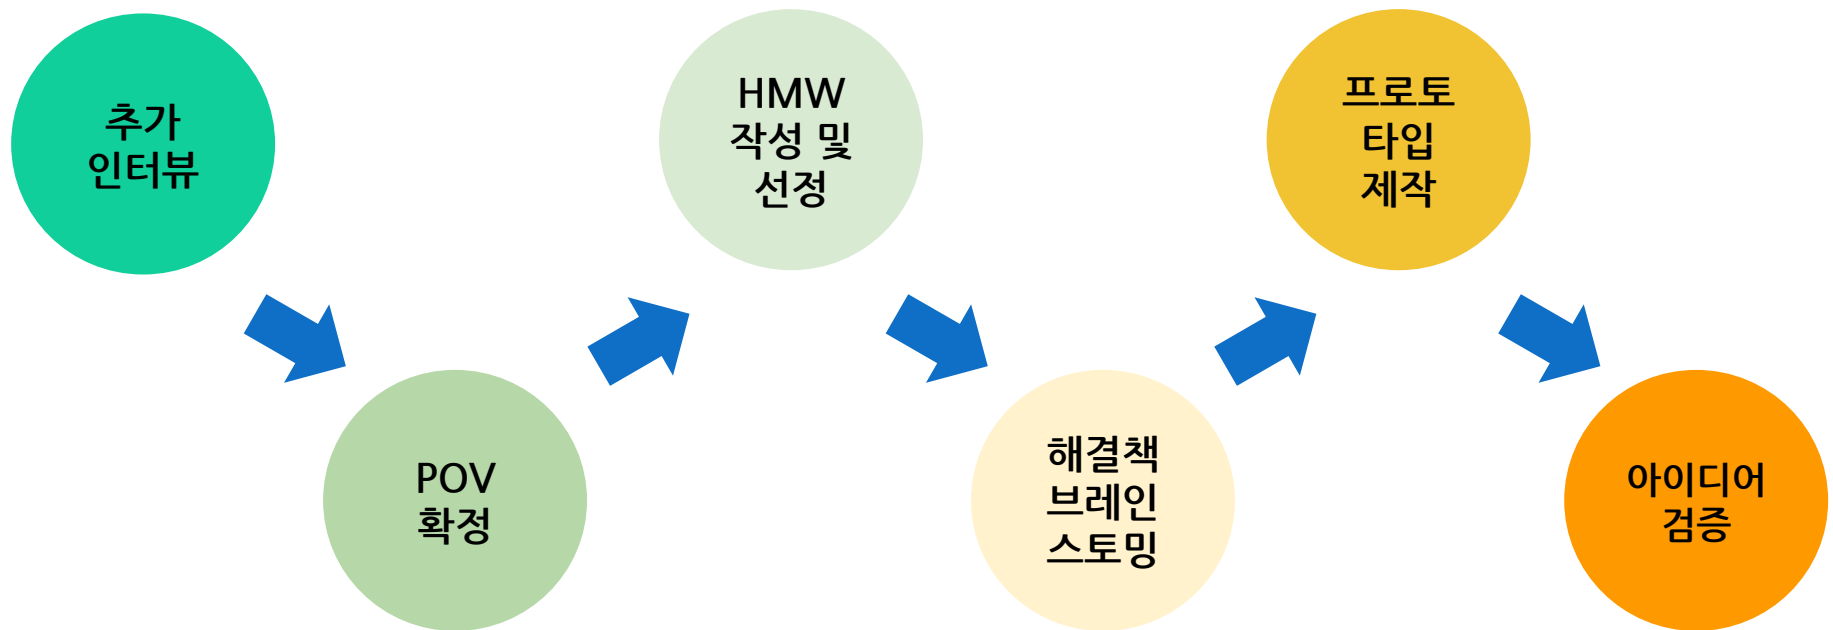 추가
인터뷰
POV
확정
HMW
작성 및
선정
해결책
브레인
스토밍
프로토
타입
제작
아이디어
검증